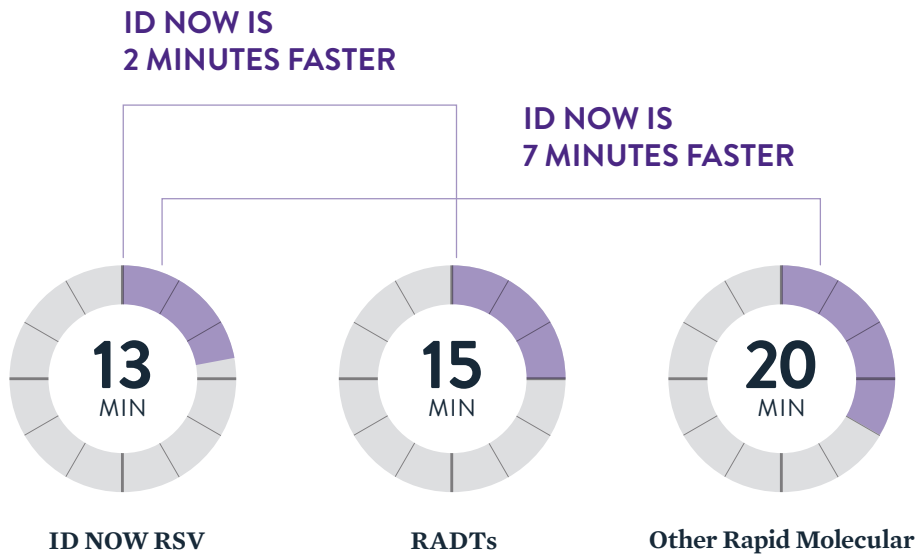 ID NOW IS
2 MINUTES FASTER
ID NOW IS
7 MINUTES FASTER
13
MIN
15
MIN
20
MIN
ID NOW RSV
RADTs
Other Rapid Molecular